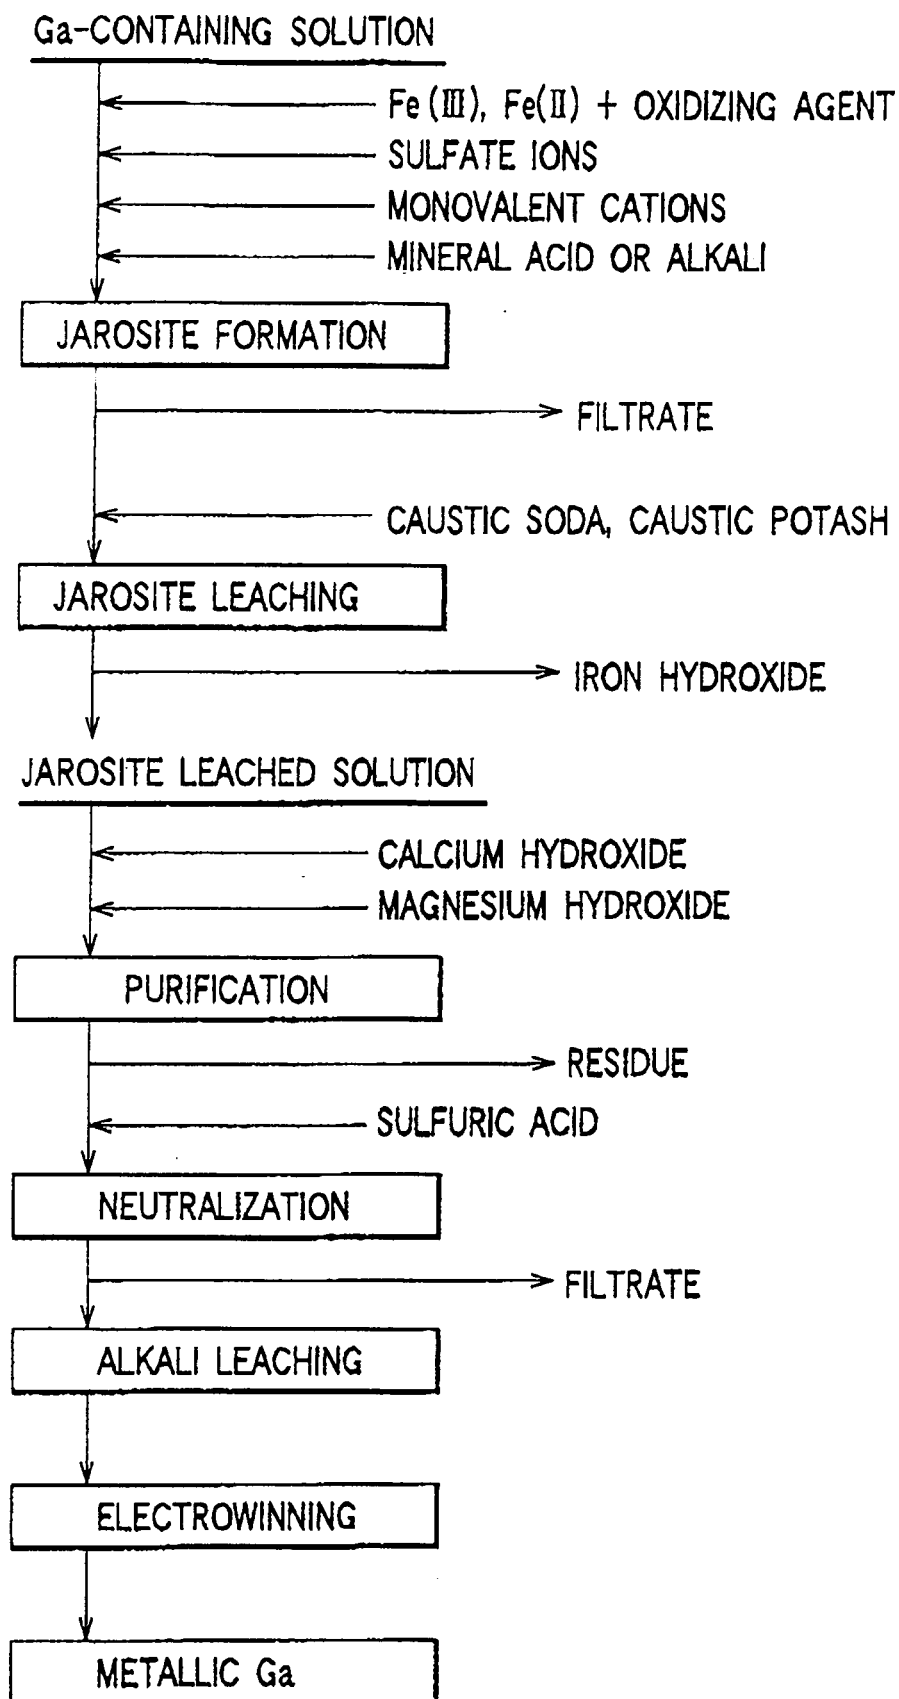 Ga-CONTAINING SOLUTION
Fe(III), Fe(II) + OXIDIZING AGENT
SULFATE IONS
MONOVALENT CATIONS
MINERAL ACID OR ALKALI
JAROSITE FORMATION
FILTRATE
CAUSTIC SODA, CAUSTIC POTASH
JAROSITE LEACHING
IRON HYDROXIDE
JAROSITE LEACHED SOLUTION
CALCIUM HYDROXIDE
MAGNESIUM HYDROXIDE
PURIFICATION
RESIDUE
SULFURIC ACID
NEUTRALIZATION
FILTRATE
ALKALI LEACHING
ELECTROWINNING
METALLIC Ga